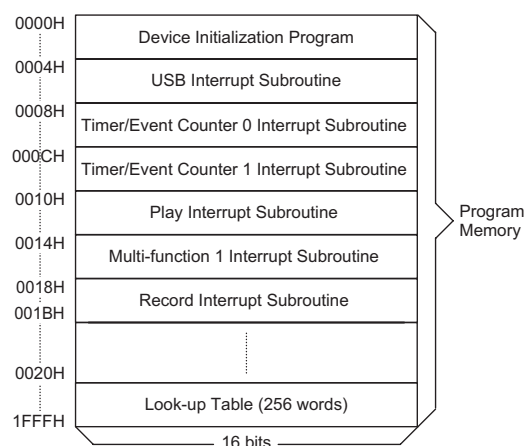 0000H
Device Initialization Program
0004H
USB Interrupt Subroutine
0008H
Timer/Event Counter 0 Interrupt Subroutine
000CH
Timer/Event Counter 1 Interrupt Subroutine
0010H
Play Interrupt Subroutine
Program
Memory
0014H
Multi-function 1 Interrupt Subroutine
0018H
Record Interrupt Subroutine
001BH
0020H
Look-up Table (256 words)
1FFFH
16 bits